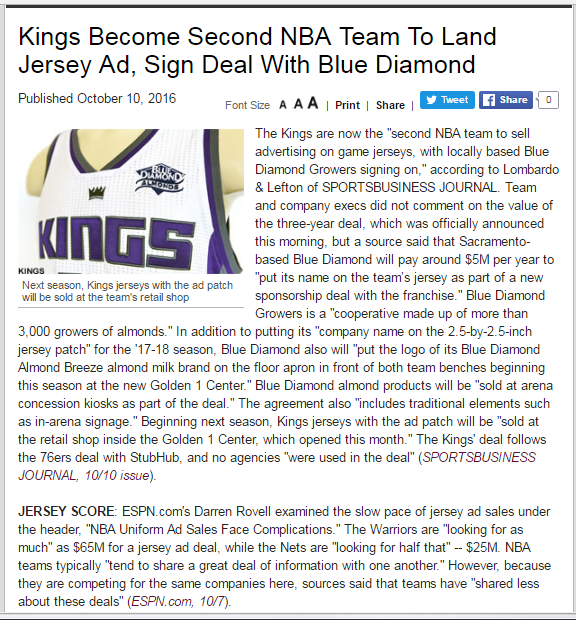 Kings Become Second NBA Team To Land
Jersey Ad, Sign Deal With Blue Diamond
Published October 10, 2016
Font Size A A A | Print | Share | Tweet Share 0
BLUE
DIAMOND
ALMONDS
KINGS
KINGS
Next season, Kings jerseys with the ad patch
will be sold at the team's retail shop
The Kings are now the "second NBA team to sell
advertising on game jerseys, with locally based Blue
Diamond Growers signing on," according to Lombardo
& Lefton of SPORTSBUSINESS JOURNAL. Team
and company execs did not comment on the value of
the three-year deal, which was officially announced
this morning, but a source said that Sacramento-
based Blue Diamond will pay around $5M per year to
"put its name on the team's jersey as part of a new
sponsorship deal with the franchise." Blue Diamond
Growers is a "cooperative made up of more than
3,000 growers of almonds." In addition to putting its "company name on the 2.5-by-2.5-inch
jersey patch" for the '17-18 season, Blue Diamond also will "put the logo of its Blue Diamond
Almond Breeze almond milk brand on the floor apron in front of both team benches beginning
this season at the new Golden 1 Center." Blue Diamond almond products will be "sold at arena
concession kiosks as part of the deal." The agreement also "includes traditional elements such
as in-arena signage." Beginning next season, Kings jerseys with the ad patch will be "sold at
the retail shop inside the Golden 1 Center, which opened this month." The Kings' deal follows
the 76ers deal with StubHub, and no agencies "were used in the deal" (SPORTSBUSINESS
JOURNAL, 10/10 issue).
JERSEY SCORE: ESPN.com's Darren Rovell examined the slow pace of jersey ad sales under
the header, "NBA Uniform Ad Sales Face Complications." The Warriors are "looking for as
much" as $65M for a jersey ad deal, while the Nets are "looking for half that" -- $25M. NBA
teams typically "tend to share a great deal of information with one another." However, because
they are competing for the same companies here, sources said that teams have "shared less
about these deals" (ESPN.com, 10/7).